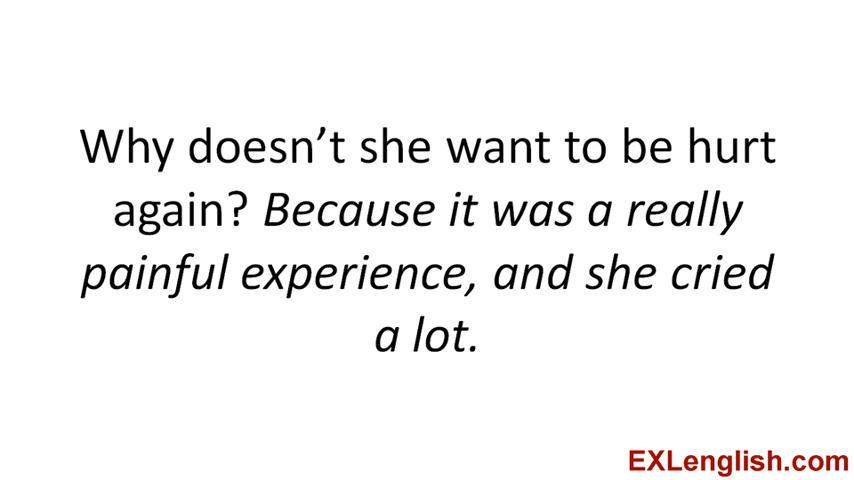 Why doesn’t she want to be hurt
again? Because it was a really
painful experience, and she cried
a lot.
EXLenglish.com